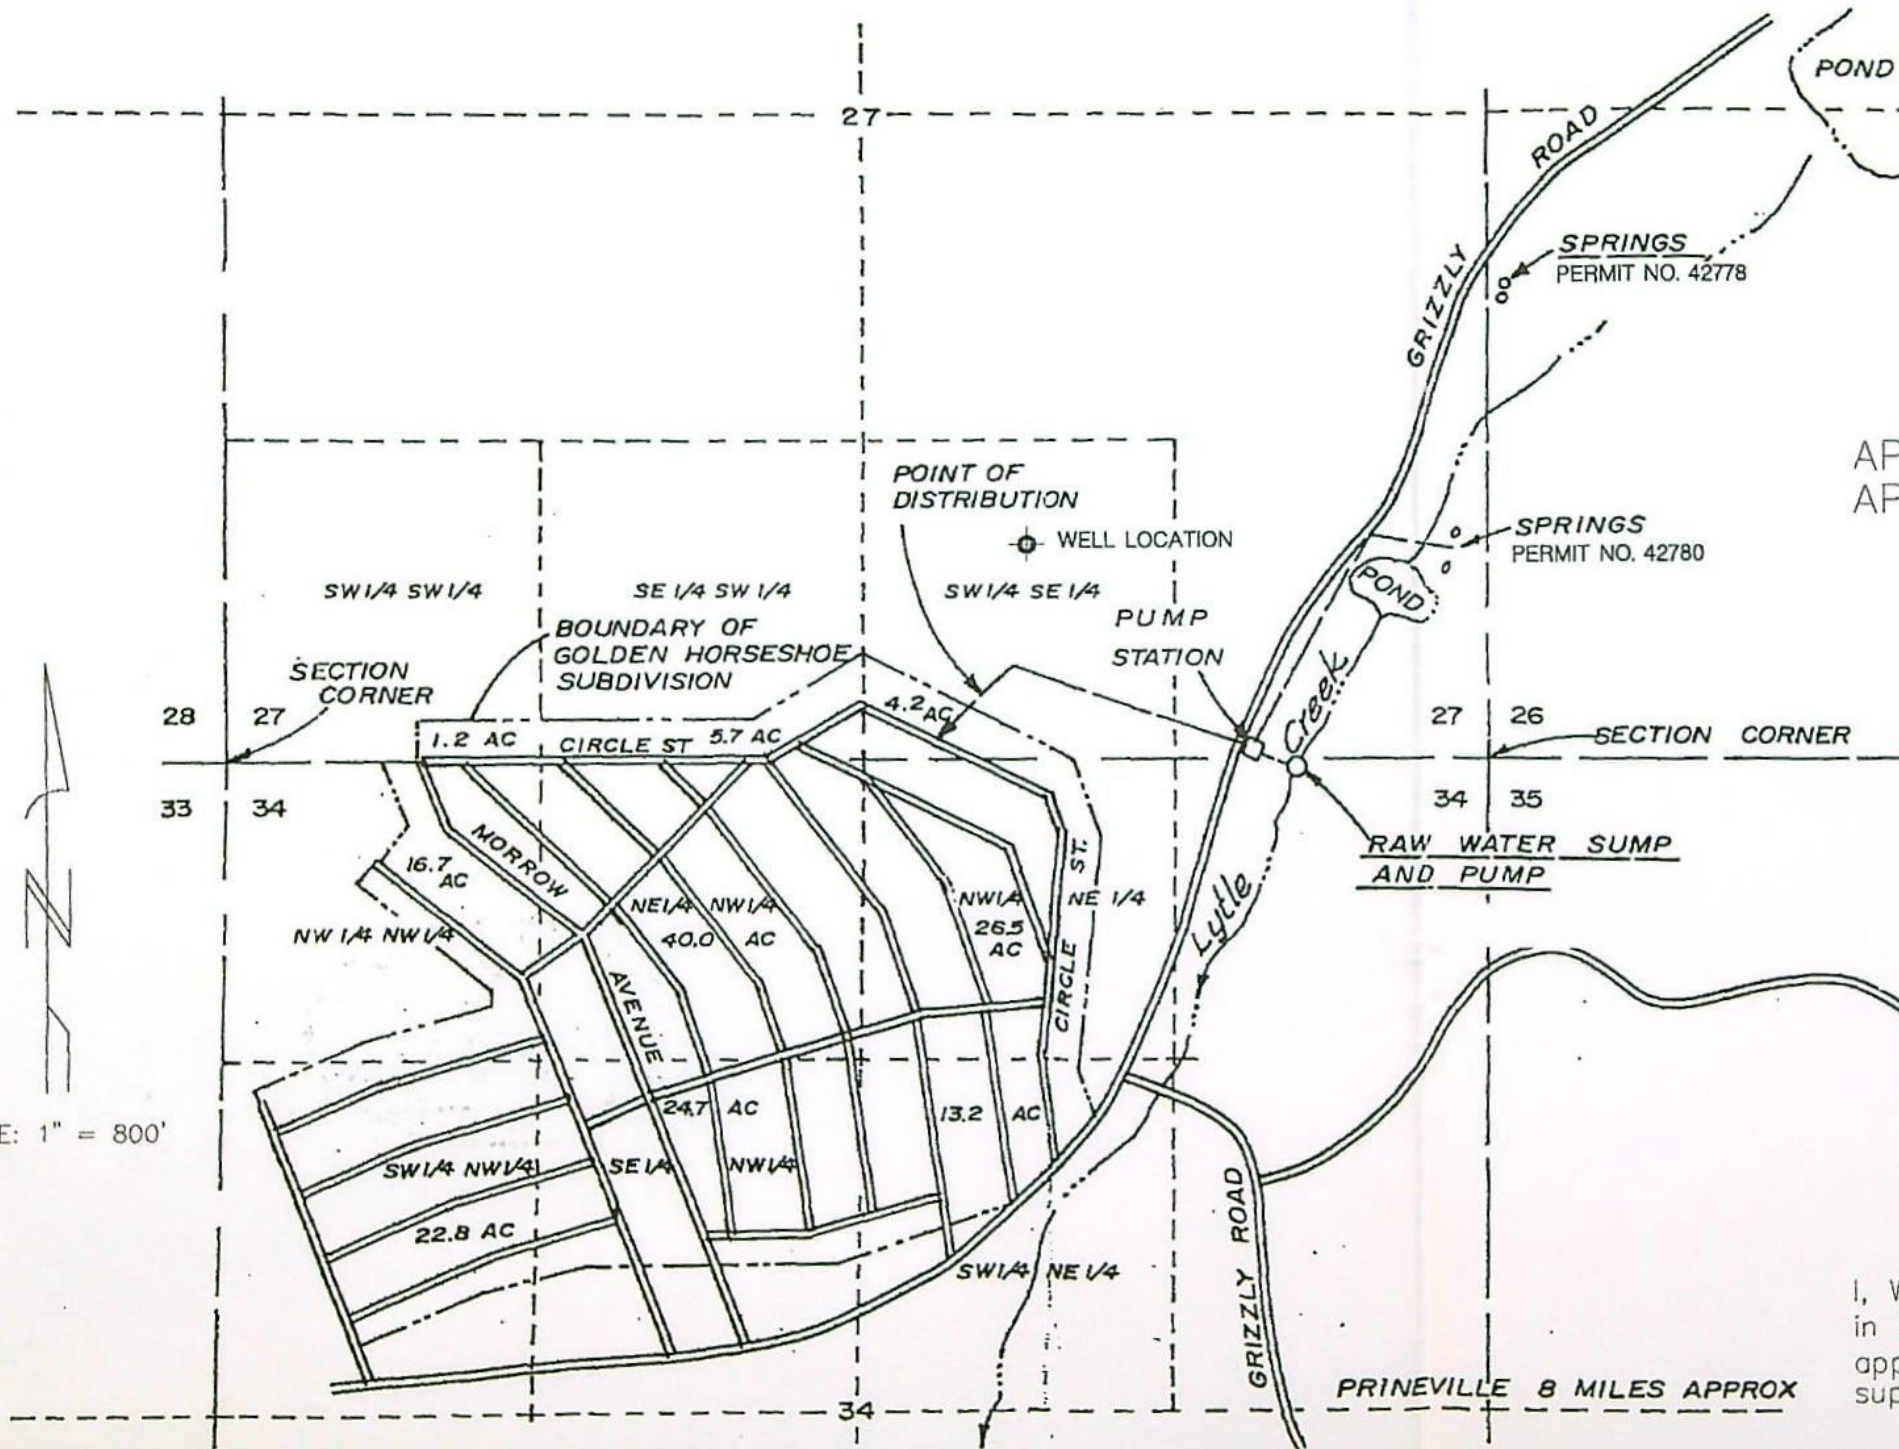 POND
27
GRIZZLY ROAD
SPRINGS
PERMIT NO. 42778
AP
AP
POINT OF
DISTRIBUTION
WELL LOCATION
SPRINGS
PERMIT NO. 42780
POND
SW1/4 SW1/4
SE 1/4 SW 1/4
SW1/4 SE 1/4
BOUNDARY OF
GOLDEN HORSESHOE
SUBDIVISION
PUMP
STATION
SECTION
CORNER
28
27
4.2 AC
27
26
SECTION CORNER
1.2 AC
CIRCLE ST
5.7 AC
33
34
34
35
RAW WATER SUMP
AND PUMP
Lytle Creek
MORROW AVENUE
16.7
AC
NE1/4 NW1/4
40.0 AC
NW1/4 NE 1/4
26.5
AC
CIRCLE ST.
NW 1/4 NW1/4
E: 1" = 800'
24.7 AC
13.2 AC
SW1/4 NW1/4
SE1/4 NW1/4
22.8 AC
SW1/4 NE 1/4
GRIZZLY ROAD
I, W
in
app
sup
PRINEVILLE 8 MILES APPROX
34